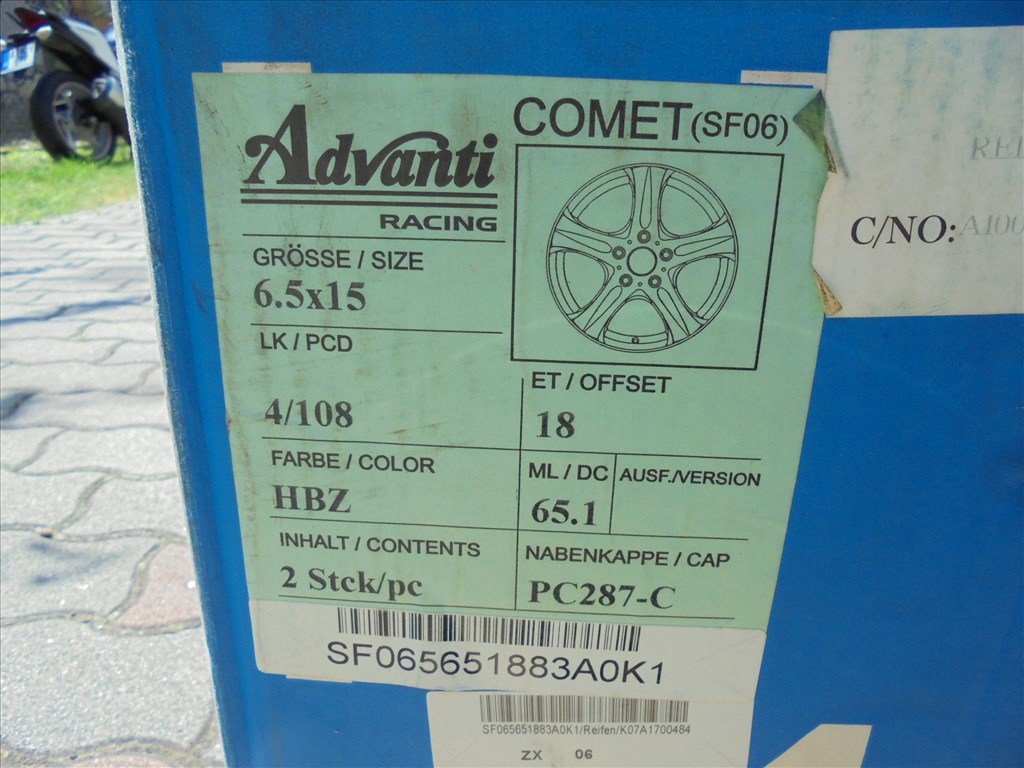 Advanti
RACING
COMET(SF06)
GRÖSSE / SIZE
6.5x15
LK / PCD
4/108
ET / OFFSET
18
FARBE / COLOR
HBZ
ML / DC
65.1
AUSF./VERSION
INHALT / CONTENTS
2 Stck/pc
NABENKAPPE / CAP
PC287-C
SF065651883A0K1
SF065651883A0K1/Reifen/K07A1700484
ZX 06
C/NO: